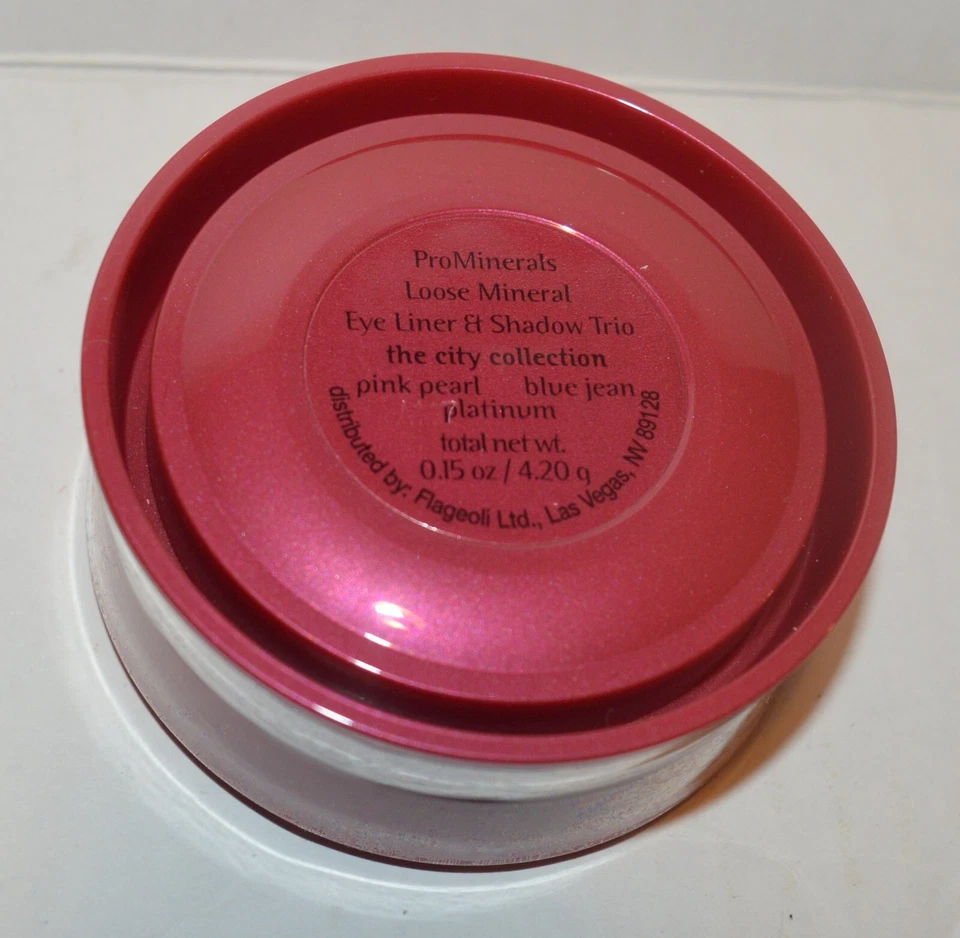 ProMinerals
Loose Mineral
Eye Liner & Shadow Trio
the city collection
pink pearl blue jean
platinum
total net wt.
0.15 oz / 4.20 g
distributed by: Flageoli Ltd., Las Vegas, NV 89128